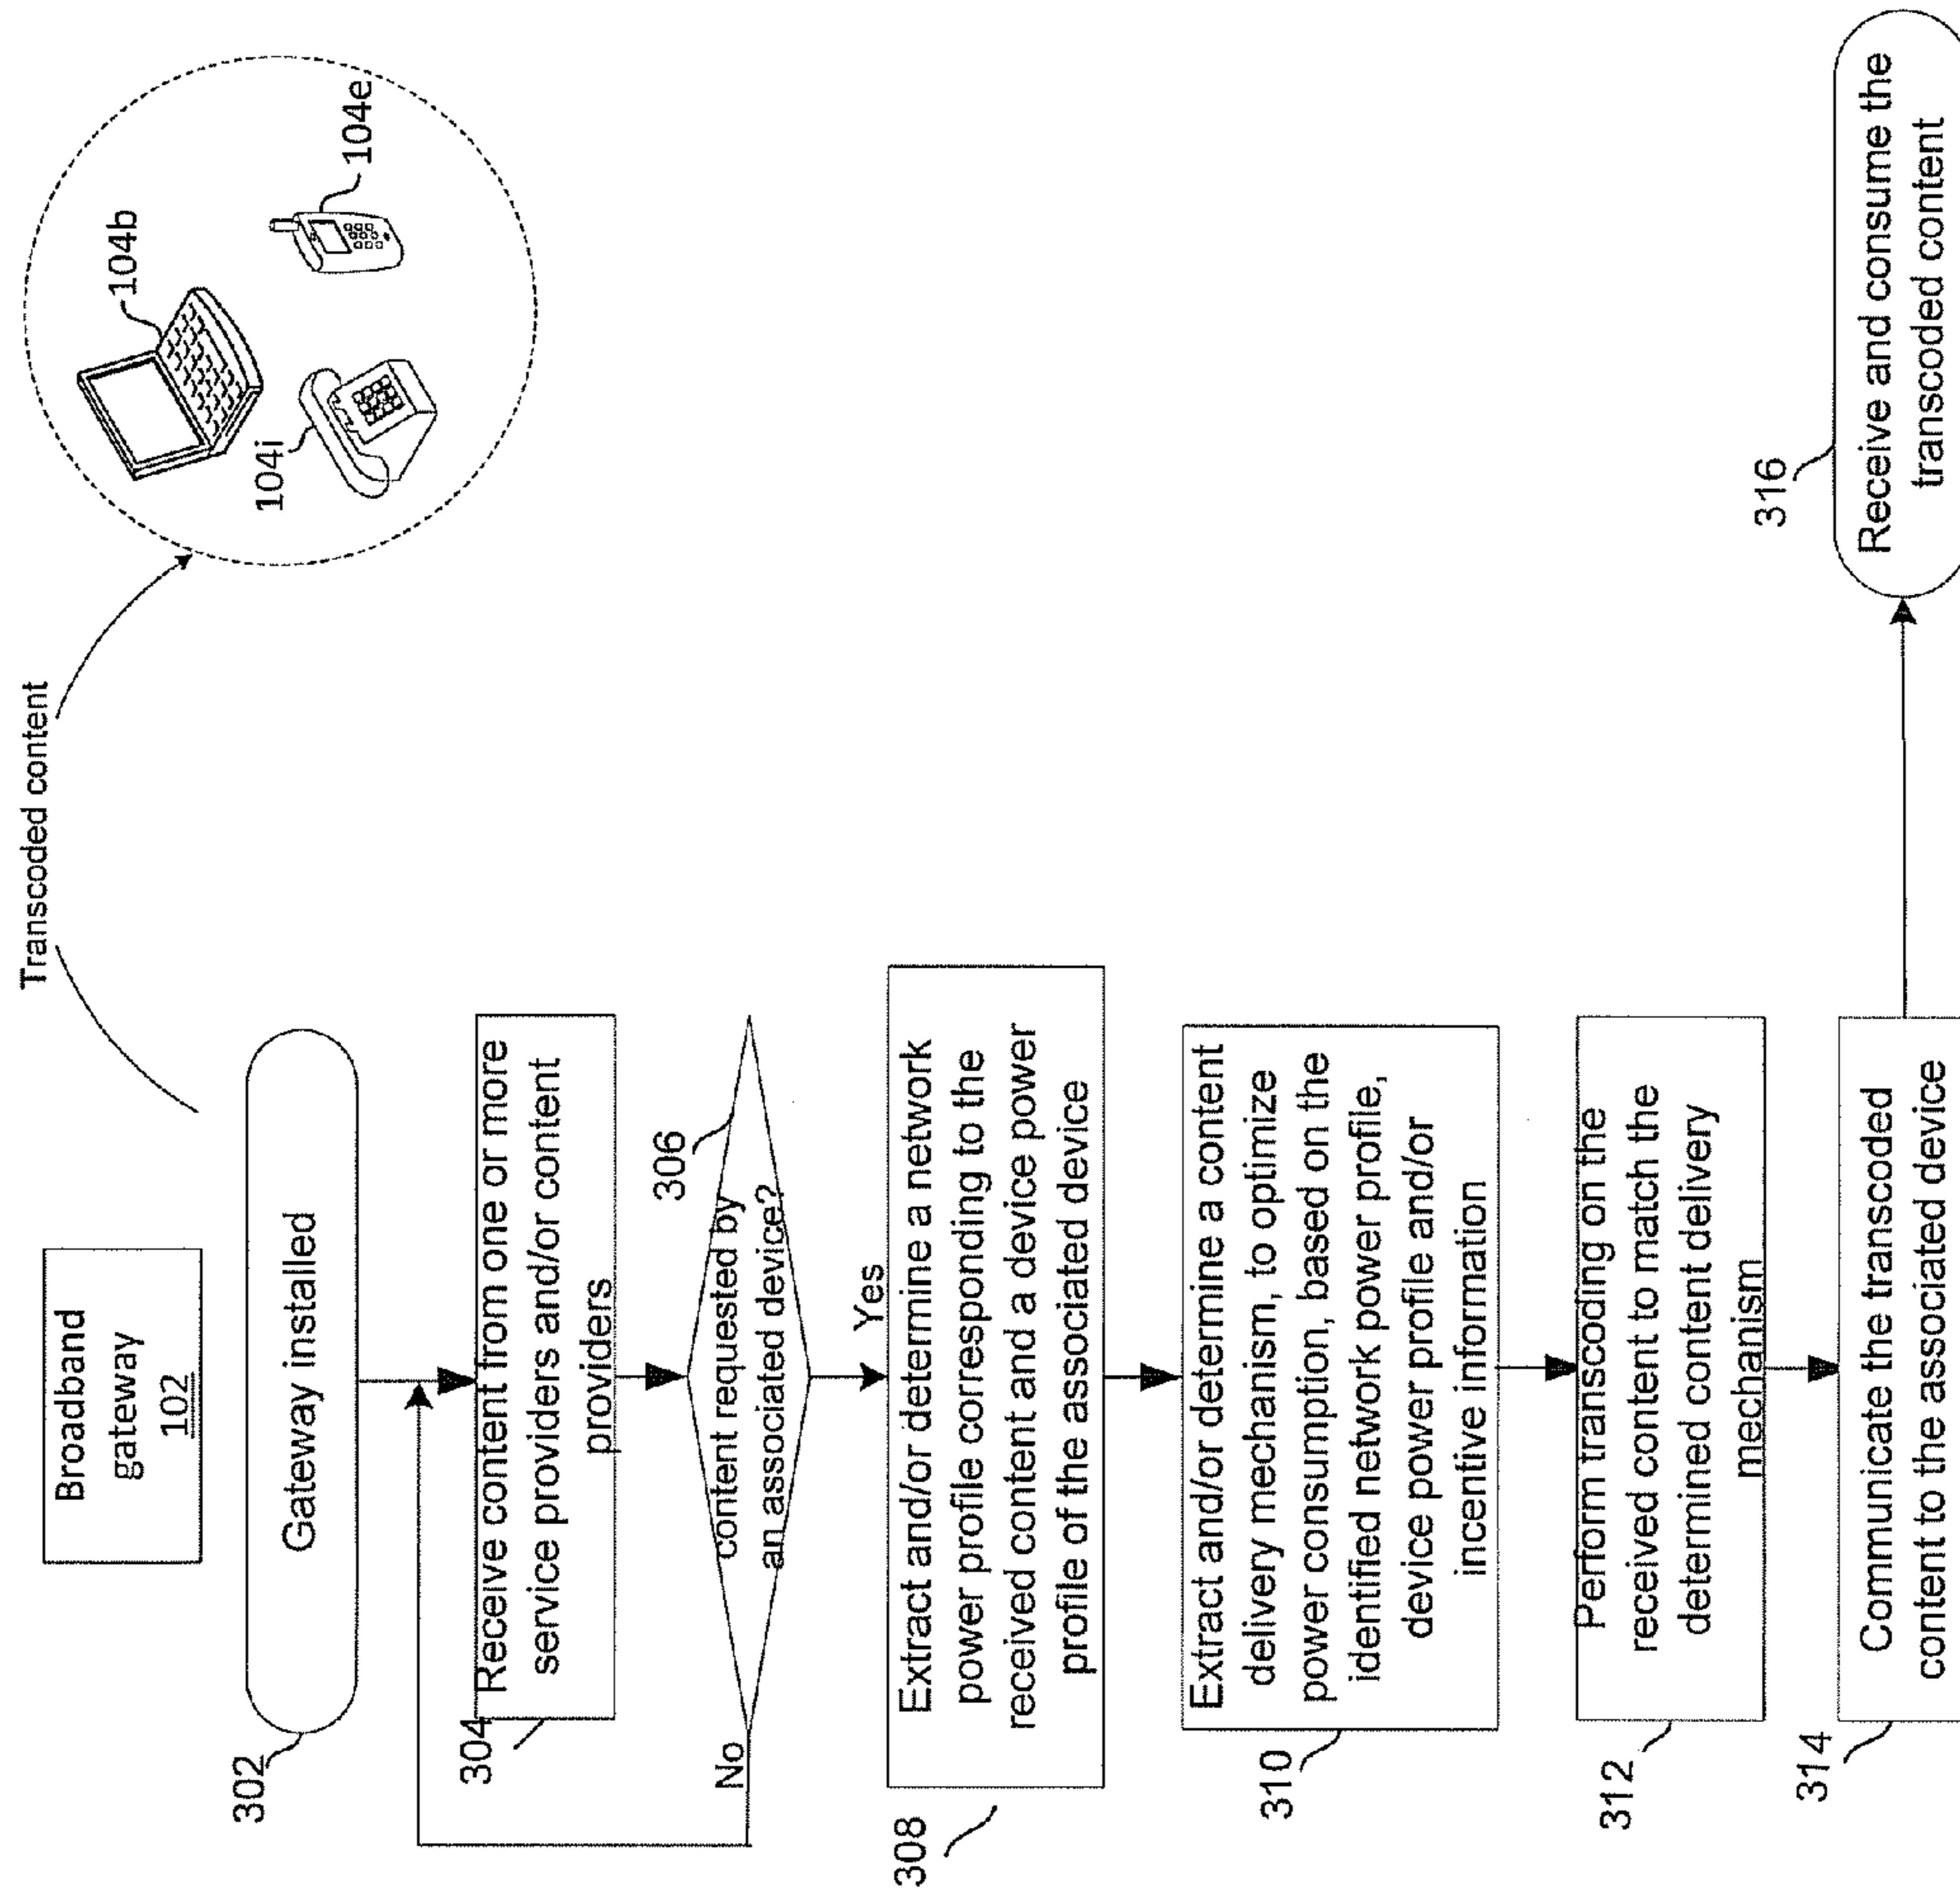 Broadband
gateway
102
Transcoded content
104b
104e
104i
302
Gateway installed
304
Receive content from one or more
service providers and/or content
providers
306
content requested by
an associated device?
No
Yes
308
Extract and/or determine a network
power profile corresponding to the
received content and a device power
profile of the associated device
310
Extract and/or determine a content
delivery mechanism, to optimize
power consumption, based on the
identified network power profile,
device power profile and/or
incentive information
312
Perform transcoding on the
received content to match the
determined content delivery
mechanism
314
Communicate the transcoded
content to the associated device
316
Receive and consume the
transcoded content